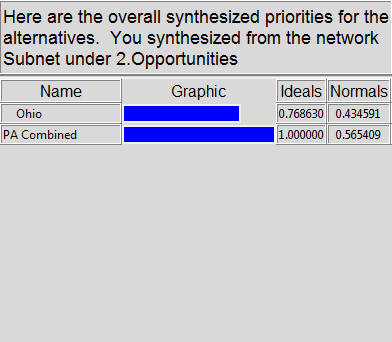 Here are the overall synthesized priorities for the
alternatives.  You synthesized from the network
Subnet under 2.Opportunities
Name Graphic Ideals Normals
Ohio 0.768630 0.434591
PA Combined 1.000000 0.565409